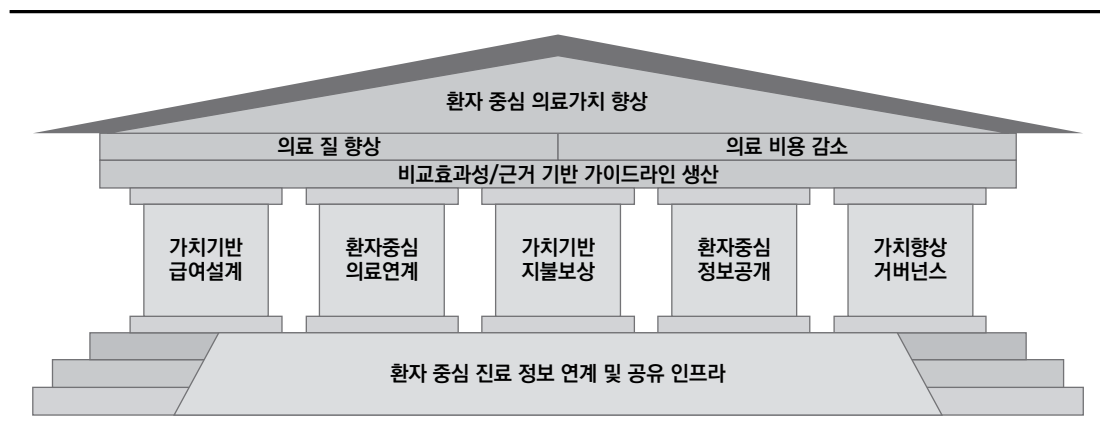 환자 중심 의료가치 향상
의료 질 향상
의료 비용 감소
비교효과성/근거 기반 가이드라인 생산
가치기반
급여설계
환자중심
의료연계
가치기반
지불보상
환자중심
정보공개
가치향상
거버넌스
환자 중심 진료 정보 연계 및 공유 인프라